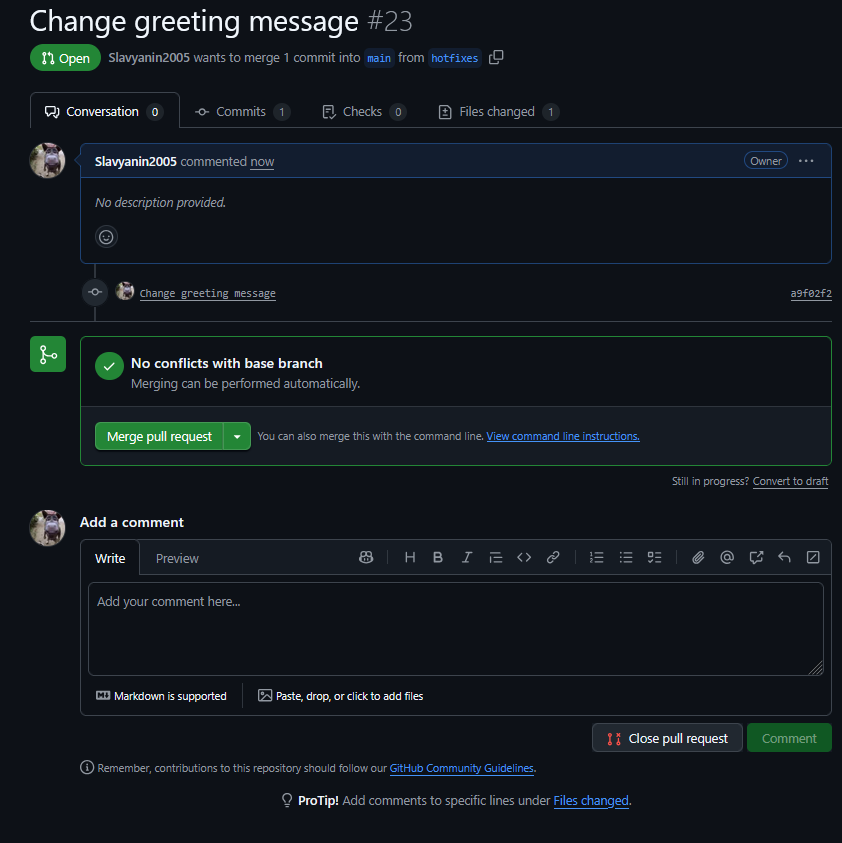 Change greeting message #23
Open Slavyanin2005 wants to merge 1 commit into main from hotfixes
Conversation 0 Commits 1 Checks 0 Files changed 1
Slavyanin2005 commented now Owner
No description provided.
Change greeting message a9f02f2
No conflicts with base branch
Merging can be performed automatically.
Merge pull request You can also merge this with the command line. View command line instructions.
Still in progress? Convert to draft
Add a comment
Write Preview
Add your comment here...
Markdown is supported Paste, drop, or click to add files
Close pull request Comment
Remember, contributions to this repository should follow our GitHub Community Guidelines.
ProTip! Add comments to specific lines under Files changed.